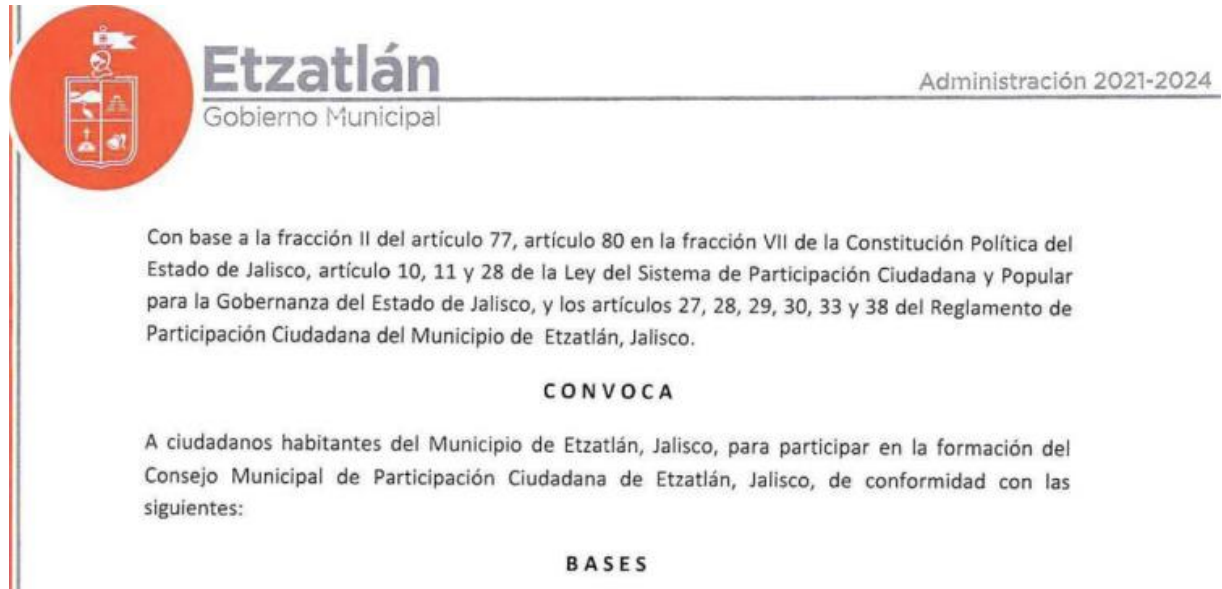 Etzatlán
Administración 2021-2024
Gobierno Municipal
Con base a la fracción II del artículo 77, artículo 80 en la fracción VII de la Constitución Política del
Estado de Jalisco, artículo 10, 11 y 28 de la Ley del Sistema de Participación Ciudadana y Popular
para la Gobernanza del Estado de Jalisco, y los artículos 27, 28, 29, 30, 33 y 38 del Reglamento de
Participación Ciudadana del Municipio de Etzatlán, Jalisco.
C O N V O C A
A ciudadanos habitantes del Municipio de Etzatlán, Jalisco, para participar en la formación del
Consejo Municipal de Participación Ciudadana de Etzatlán, Jalisco, de conformidad con las
siguientes:
B A S E S